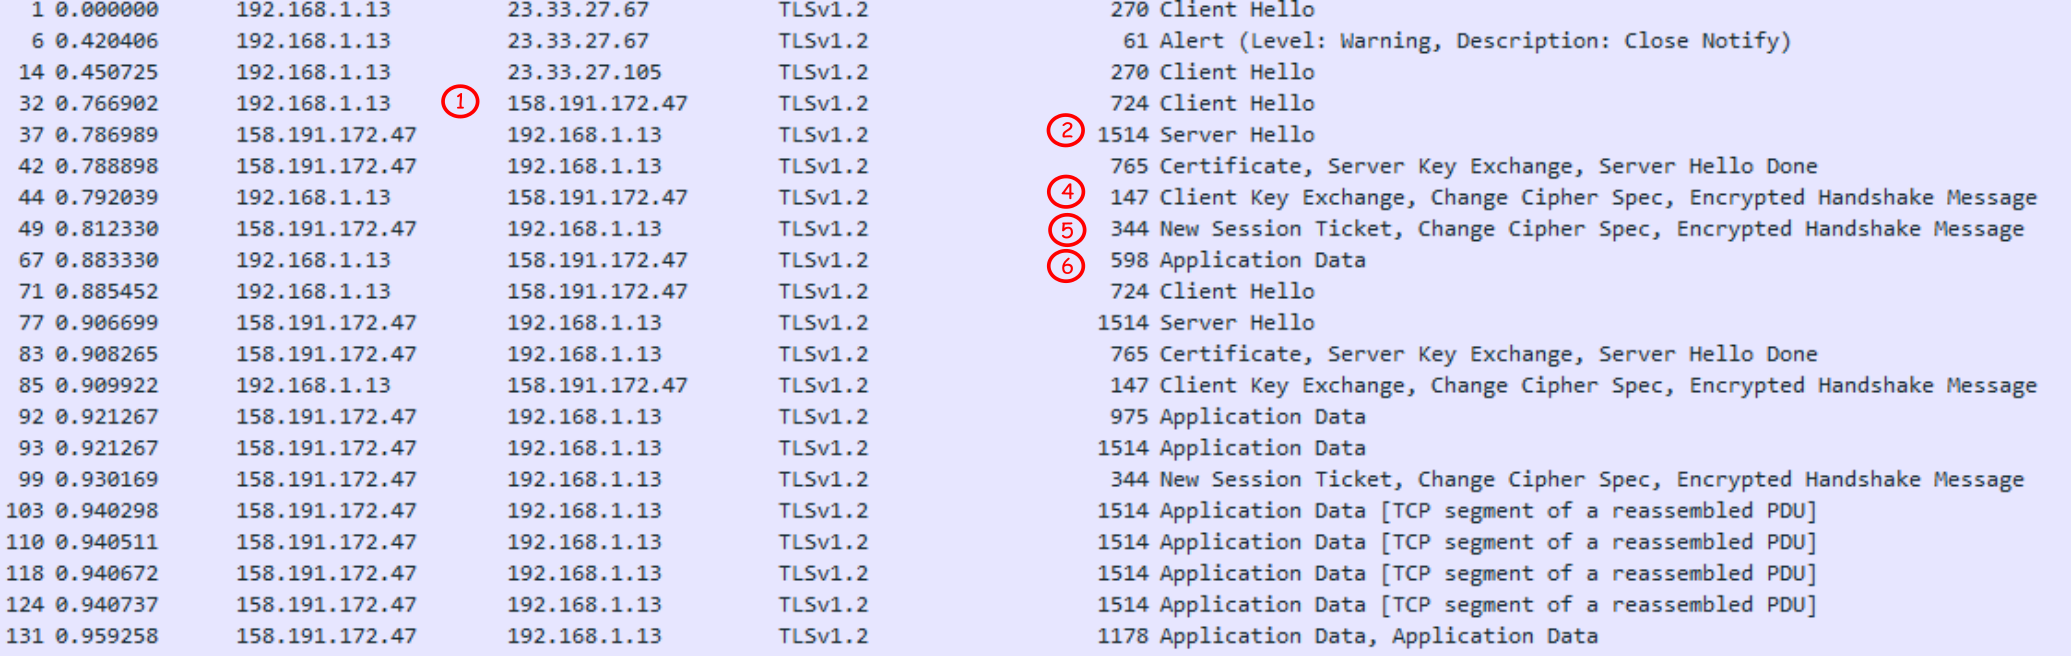 1 0.000000 192.168.1.13 23.33.27.67 TLSv1.2 270 Client Hello
6 0.420406 192.168.1.13 23.33.27.67 TLSv1.2 61 Alert (Level: Warning, Description: Close Notify)
14 0.450725 192.168.1.13 23.33.27.105 TLSv1.2 270 Client Hello
32 0.766902 192.168.1.13 1 158.191.172.47 TLSv1.2 724 Client Hello
37 0.786989 158.191.172.47 192.168.1.13 TLSv1.2 2 1514 Server Hello
42 0.788898 158.191.172.47 192.168.1.13 TLSv1.2 765 Certificate, Server Key Exchange, Server Hello Done
44 0.792039 192.168.1.13 158.191.172.47 TLSv1.2 4 147 Client Key Exchange, Change Cipher Spec, Encrypted Handshake Message
49 0.812330 158.191.172.47 192.168.1.13 TLSv1.2 5 344 New Session Ticket, Change Cipher Spec, Encrypted Handshake Message
67 0.883330 192.168.1.13 158.191.172.47 TLSv1.2 6 598 Application Data
71 0.885452 192.168.1.13 158.191.172.47 TLSv1.2 724 Client Hello
77 0.906699 158.191.172.47 192.168.1.13 TLSv1.2 1514 Server Hello
83 0.908265 158.191.172.47 192.168.1.13 TLSv1.2 765 Certificate, Server Key Exchange, Server Hello Done
85 0.909922 192.168.1.13 158.191.172.47 TLSv1.2 147 Client Key Exchange, Change Cipher Spec, Encrypted Handshake Message
92 0.921267 158.191.172.47 192.168.1.13 TLSv1.2 975 Application Data
93 0.921267 158.191.172.47 192.168.1.13 TLSv1.2 1514 Application Data
99 0.930169 158.191.172.47 192.168.1.13 TLSv1.2 344 New Session Ticket, Change Cipher Spec, Encrypted Handshake Message
103 0.940298 158.191.172.47 192.168.1.13 TLSv1.2 1514 Application Data [TCP segment of a reassembled PDU]
110 0.940511 158.191.172.47 192.168.1.13 TLSv1.2 1514 Application Data [TCP segment of a reassembled PDU]
118 0.940672 158.191.172.47 192.168.1.13 TLSv1.2 1514 Application Data [TCP segment of a reassembled PDU]
124 0.940737 158.191.172.47 192.168.1.13 TLSv1.2 1514 Application Data [TCP segment of a reassembled PDU]
131 0.959258 158.191.172.47 192.168.1.13 TLSv1.2 1178 Application Data, Application Data